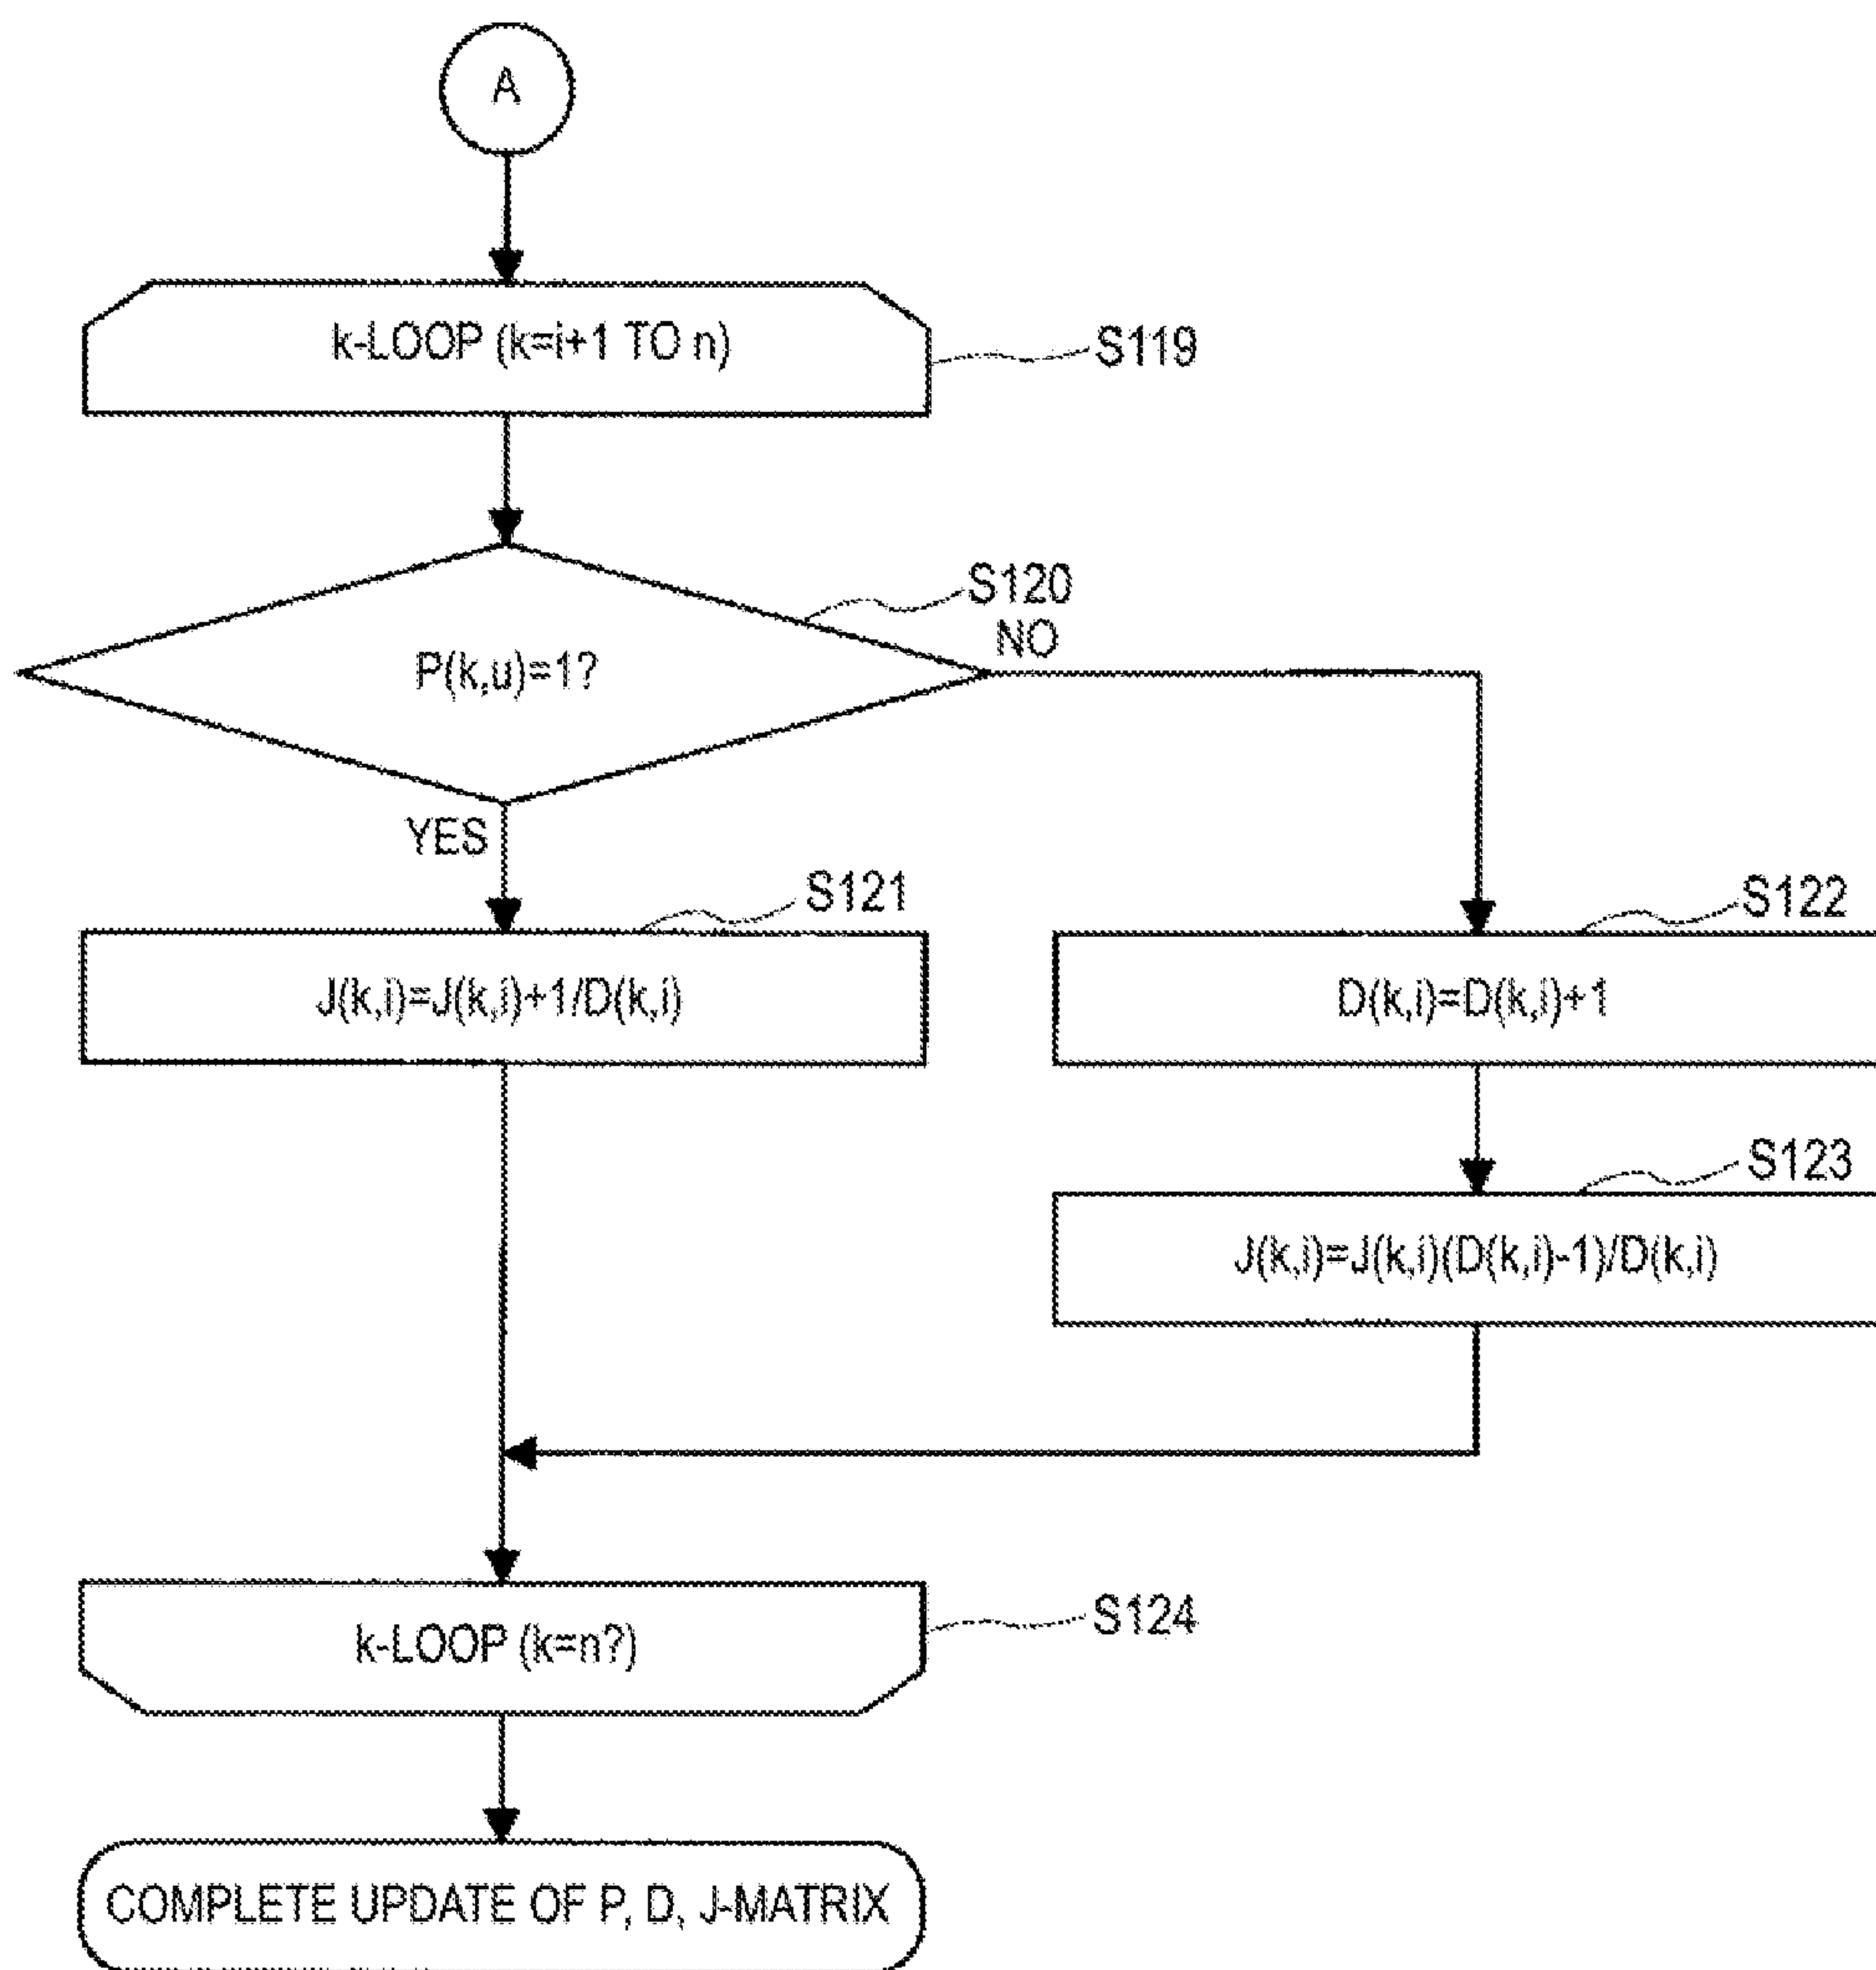 A
k-LOOP (k=i+1 TO n)
S119
S120
P(k,u)=1?
NO
YES
S121
J(k,i)=J(k,i)+1/D(k,i)
S122
D(k,i)=D(k,i)+1
S123
J(k,i)=J(k,i)(D(k,i)-1)/D(k,i)
k-LOOP (k=n?)
S124
COMPLETE UPDATE OF P, D, J-MATRIX